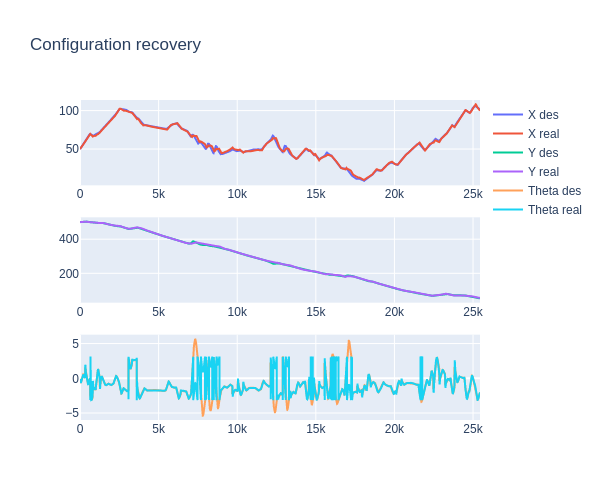 Configuration recovery
100
50
0 5k 10k 15k 20k 25k
400
200
0 5k 10k 15k 20k 25k
5
0
−5
0 5k 10k 15k 20k 25k
X des
X real
Y des
Y real
Theta des
Theta real